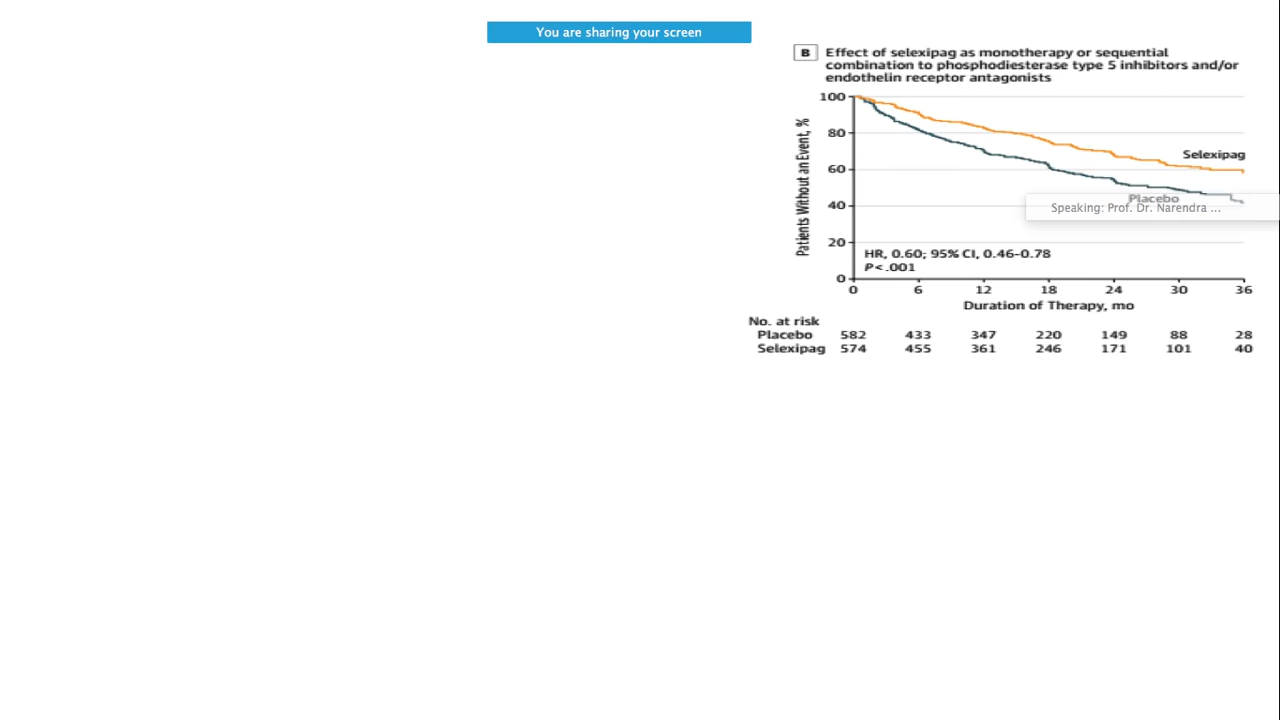 You are sharing your screen
B Effect of selexipag as monotherapy or sequential
combination to phosphodiesterase type 5 inhibitors and/or
endothelin receptor antagonists
Patients Without an Event, %
100
80
60
40
20
0
Selexipag
Placebo
Speaking: Prof. Dr. Narendra ...
HR, 0.60; 95% CI, 0.46-0.78
P<.001
0 6 12 18 24 30 36
Duration of Therapy, mo
No. at risk
Placebo 582 433 347 220 149 88 28
Selexipag 574 455 361 246 171 101 40